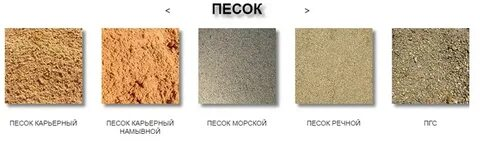 < ПЕСОК >
ПЕСОК КАРЬЕРНЫЙ
ПЕСОК КАРЬЕРНЫЙ
НАМЫВНОЙ
ПЕСОК МОРСКОЙ
ПЕСОК РЕЧНОЙ
ПГС